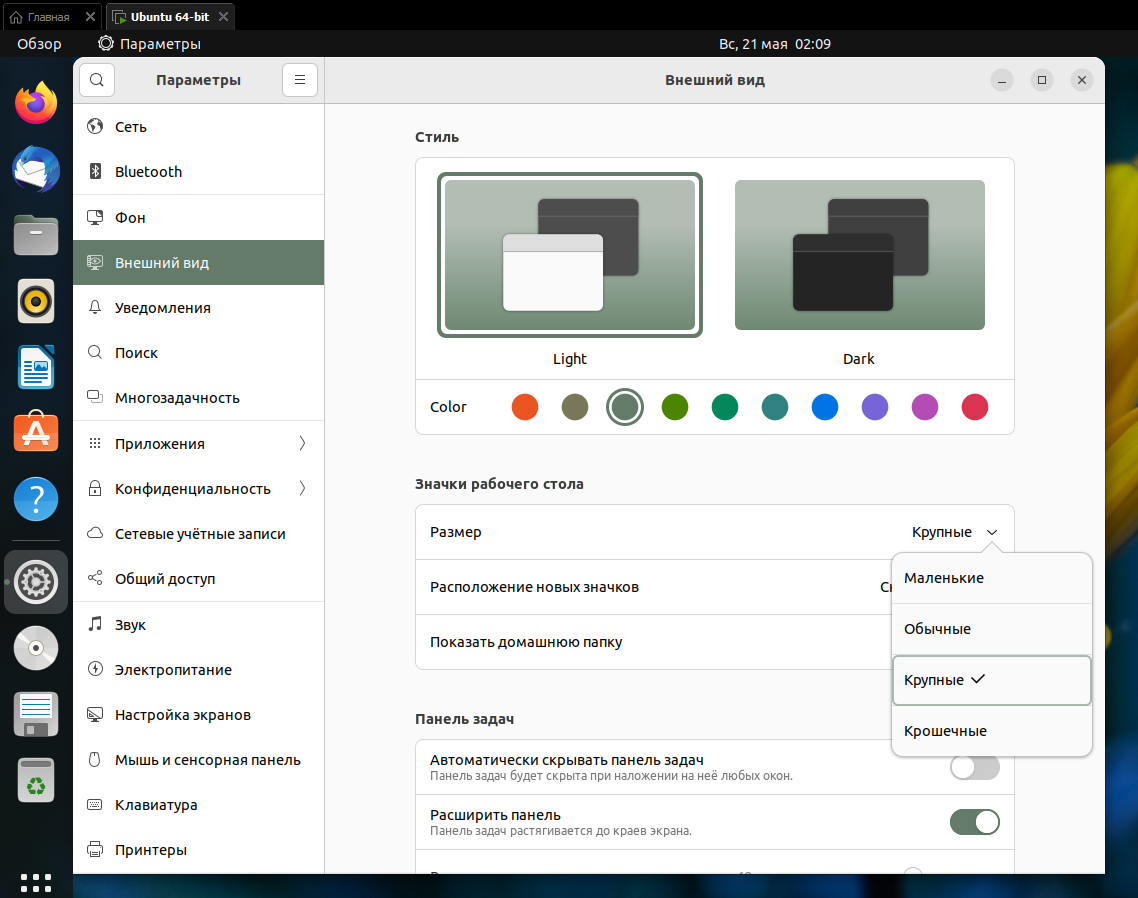 Главная
Ubuntu 64-bit
Обзор
Параметры
Вс, 21 мая 02:09
Параметры
Внешний вид
Сеть
Bluetooth
Фон
Внешний вид
Уведомления
Поиск
Многозадачность
Приложения
Конфиденциальность
Сетевые учётные записи
Общий доступ
Звук
Электропитание
Настройка экранов
Мышь и сенсорная панель
Клавиатура
Принтеры
Стиль
Light
Dark
Color
Значки рабочего стола
Размер
Крупные
Маленькие
Расположение новых значков
Обычные
Показать домашнюю папку
Крупные
Крошечные
Панель задач
Автоматически скрывать панель задач
Панель задач будет скрыта при наложении на неё любых окон.
Расширить панель
Панель задач растягивается до краев экрана.